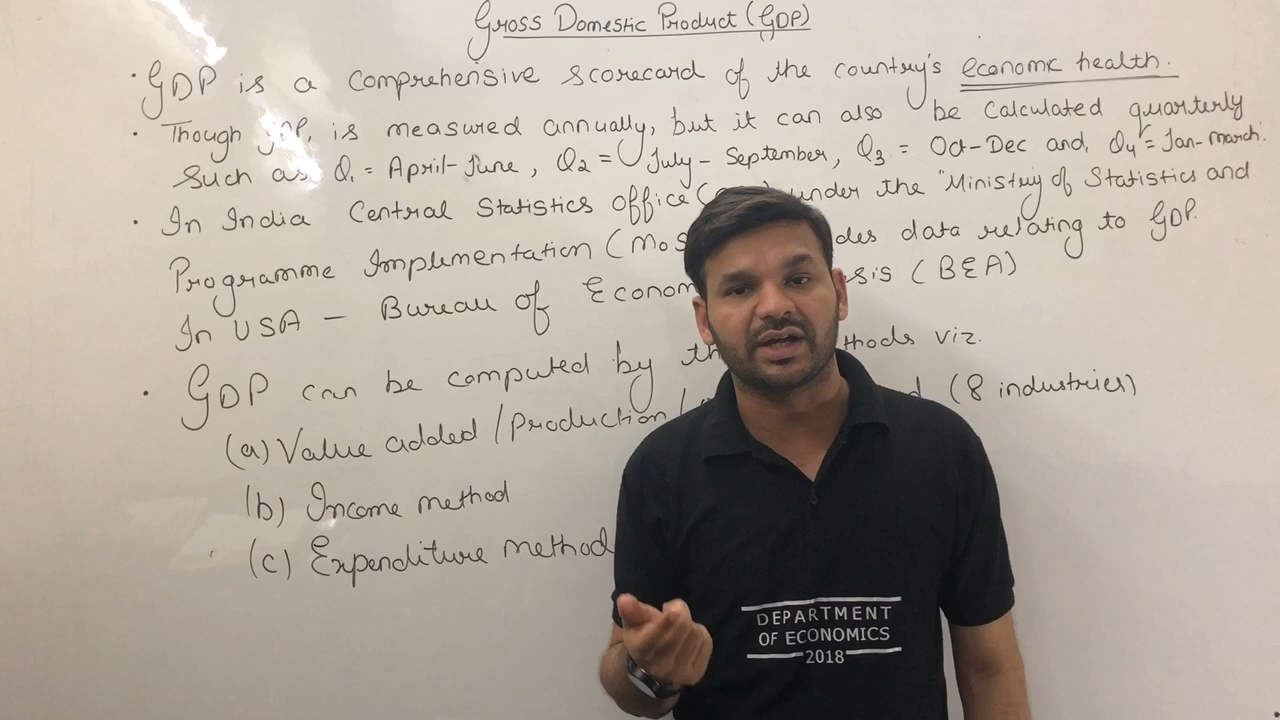 Gross Domestic Product (GDP)
· GDP is a comprehensive scorecard of the country's economic health.
· Though GDP, is measured annually, but it can also be calculated quarterly
such as Q1 = April-June, Q2 = July - September, Q3 = Oct-Dec and, Q4 = Jan-March.
· In India Central Statistics office ( under the "Ministry of Statistics and
Programme Implementation (Mos des data relating to GDP.
In USA - Bureau of Econom sis (BEA)
· GDP can be computed by th thods viz.
(a) Value added / production / d (8 industries)
(b) Income method
(c) Expenditure method
DEPARTMENT
OF ECONOMICS
2018